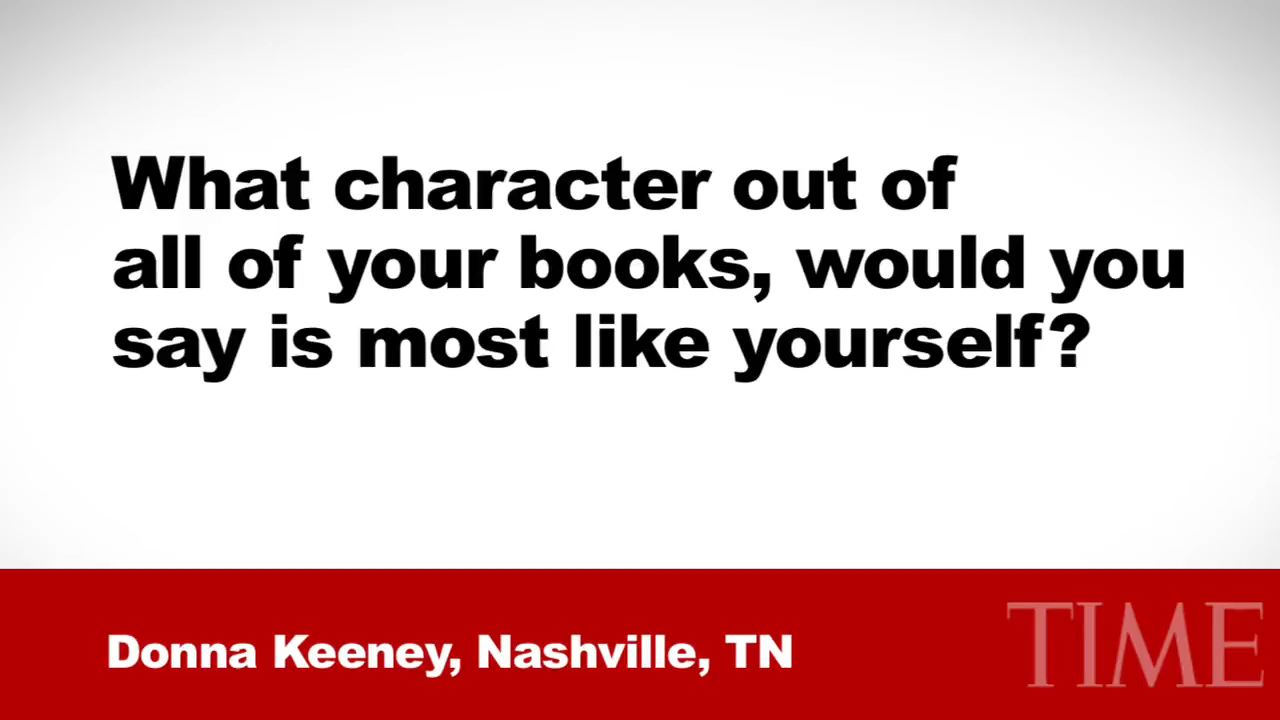 What character out of
all of your books, would you
say is most like yourself?
Donna Keeney, Nashville, TN
TIME